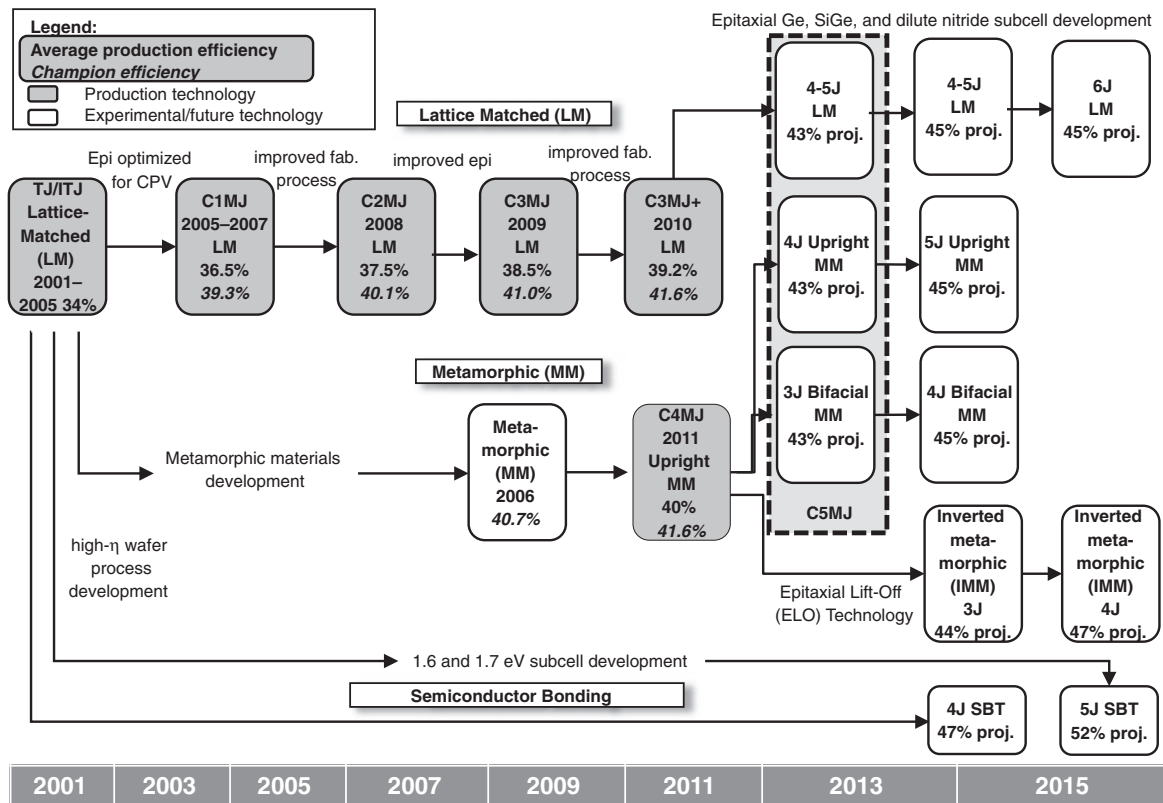 Legend:
Average production efficiency
Champion efficiency
Production technology
Experimental/future technology
Epitaxial Ge, SiGe, and dilute nitride subcell development
Lattice Matched (LM)
4-5J
LM
43% proj.
4-5J
LM
45% proj.
6J
LM
45% proj.
Epi optimized
for CPV
improved fab.
process
improved epi
improved fab.
process
TJ/ITJ
Lattice-
Matched
(LM)
2001–
2005 34%
C1MJ
2005–2007
LM
36.5%
39.3%
C2MJ
2008
LM
37.5%
40.1%
C3MJ
2009
LM
38.5%
41.0%
C3MJ+
2010
LM
39.2%
41.6%
4J Upright
MM
43% proj.
5J Upright
MM
45% proj.
Metamorphic (MM)
3J Bifacial
MM
43% proj.
4J Bifacial
MM
45% proj.
Metamorphic materials
development
Meta-
morphic
(MM)
2006
40.7%
C4MJ
2011
Upright
MM
40%
41.6%
C5MJ
high-η wafer
process
development
Epitaxial Lift-Off
(ELO) Technology
Inverted
meta-
morphic
(IMM)
3J
44% proj.
Inverted
meta-
morphic
(IMM)
4J
47% proj.
1.6 and 1.7 eV subcell development
Semiconductor Bonding
4J SBT
47% proj.
5J SBT
52% proj.
2001 2003 2005 2007 2009 2011 2013 2015